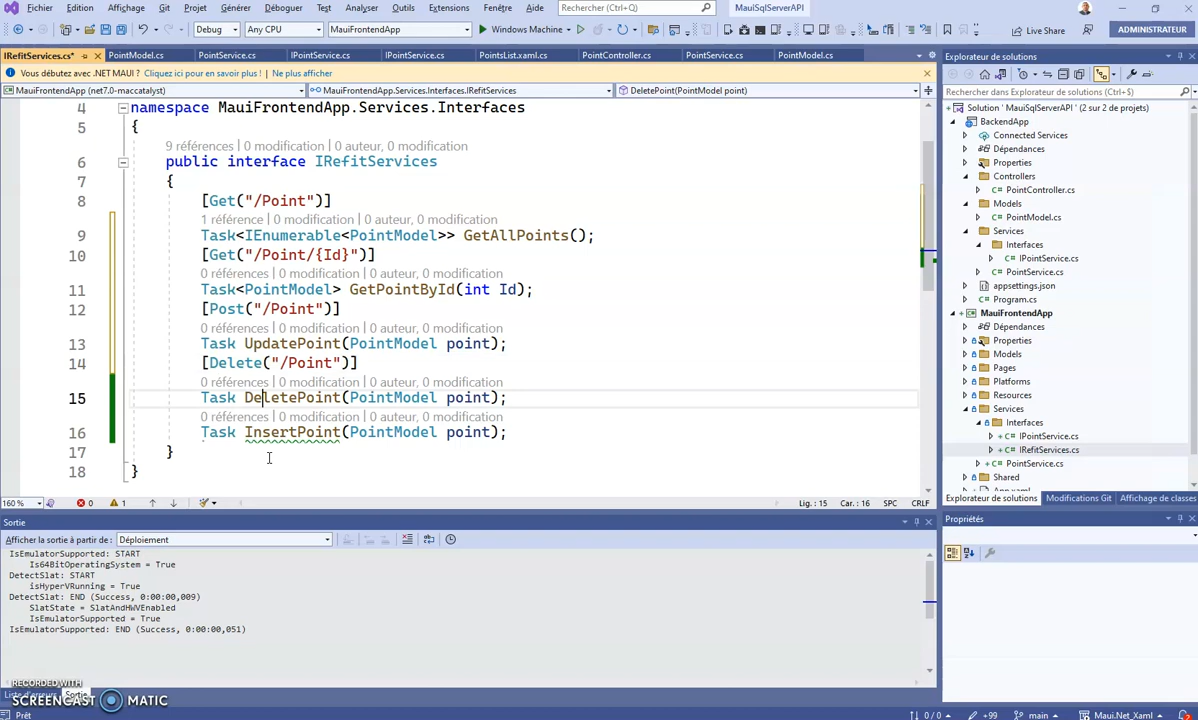 Fichier Edition Affichage Git Projet Générer Déboguer Test Analyser Outils Extensions Fenêtre Aide Rechercher (Ctrl+Q) MauiSqlServerAPI
Debug Any CPU MauiFrontendApp Windows Machine Live Share ADMINISTRATEUR
IRefitServices.cs* PointModel.cs PointService.cs IPointService.cs IPointService.cs PointsList.xaml.cs PointController.cs PointService.cs PointModel.cs
Vous débutez avec .NET MAUI ? Cliquez ici pour en savoir plus ! Ne plus afficher
MauiFrontendApp (net7.0-maccatalyst) MauiFrontendApp.Services.Interfaces.IRefitServices DeletePoint(PointModel point)
4 namespace MauiFrontendApp.Services.Interfaces
5 {
9 références | 0 modification | 0 auteur, 0 modification
6 public interface IRefitServices
7 {
8 [Get("/Point")]
1 référence | 0 modification | 0 auteur, 0 modification
9 Task<IEnumerable<PointModel>> GetAllPoints();
10 [Get("/Point/{Id}")]
0 références | 0 modification | 0 auteur, 0 modification
11 Task<PointModel> GetPointById(int Id);
12 [Post("/Point")]
0 références | 0 modification | 0 auteur, 0 modification
13 Task UpdatePoint(PointModel point);
14 [Delete("/Point")]
0 références | 0 modification | 0 auteur, 0 modification
15 Task DeletePoint(PointModel point);
0 références | 0 modification | 0 auteur, 0 modification
16 Task InsertPoint(PointModel point);
17 }
18 }
160 % 0 1 Lig. : 15 Car. : 16 SPC CRLF
Sortie
Afficher la sortie à partir de : Déploiement
IsEmulatorSupported: START
Is64BitOperatingSystem = True
DetectSlat: START
isHyperVRunning = True
DetectSlat: END (Success, 0:00:00,009)
SlatState = SlatAndHWVEnabled
IsEmulatorSupported = True
IsEmulatorSupported: END (Success, 0:00:00,051)
Liste d'erreurs Sortie
RECORDED WITH
SCREENCAST MATIC
Prêt 0 / 0 +99 main Maui.Net_Xaml
Explorateur de solutions
Rechercher dans Explorateur de solutions (Ctrl+$)
Solution 'MauiSqlServerAPI' (2 sur 2 de projets)
BackendApp
Connected Services
Dépendances
Properties
Controllers
PointController.cs
Models
PointModel.cs
Services
Interfaces
IPointService.cs
PointService.cs
appsettings.json
Program.cs
MauiFrontendApp
Dépendances
Properties
Models
Pages
Platforms
Resources
Services
Interfaces
IPointService.cs
IRefitServices.cs
PointService.cs
Shared
App.xaml
Explorateur de solutions Modifications Git Affichage de classes
Propriétés